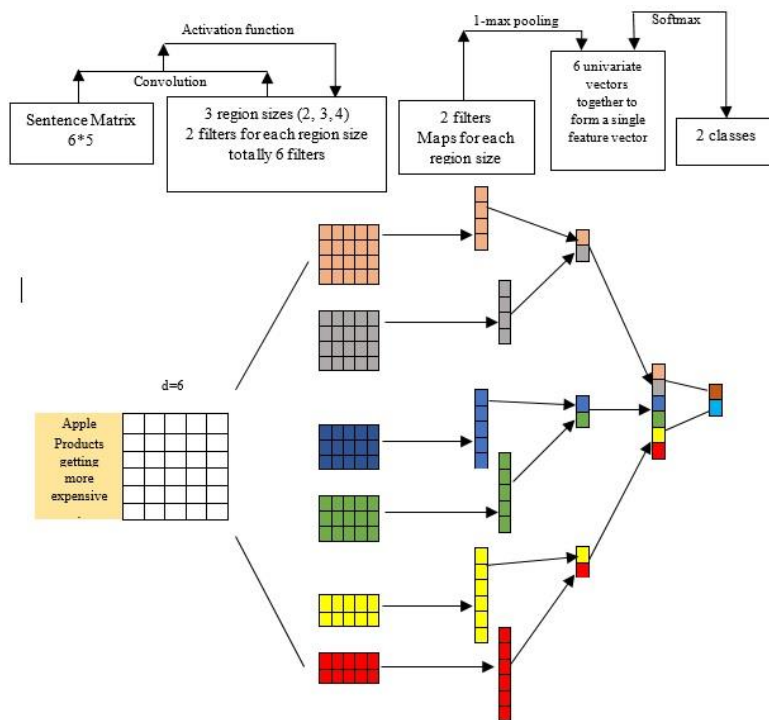 Activation function
1-max pooling
Softmax
Convolution
Sentence Matrix
6*5
3 region sizes (2, 3, 4)
2 filters for each region size
totally 6 filters
2 filters
Maps for each
region size
6 univariate
vectors
together to
form a single
feature vector
2 classes
d=6
Apple
Products
getting
more
expensive
.